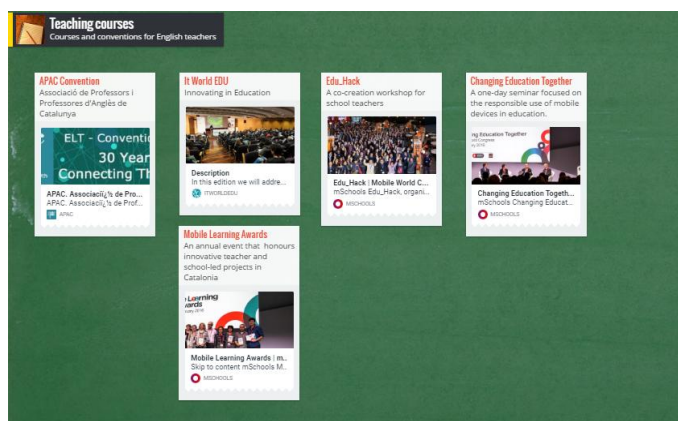 Teaching courses
Courses and conventions for English teachers
APAC Convention
Associació de Professors i
Professores d'Anglès de
Catalunya
ELT - Conventic
30 Year
Connecting Th
APAC. Associaciï¿½ de Pro...
APAC. Associaciï¿½ de Prof...
APAC
It World EDU
Innovating in Education
Description
In this edition we will addre...
ITWORLDEDU
Edu_Hack
A co-creation workshop for
school teachers
Edu_Hack | Mobile World C...
mSchools Edu_Hack, organi...
MSCHOOLS
Changing Education Together
A one-day seminar focused on
the responsible use of mobile
devices in education.
ng Education Together
Changing Education Togeth...
mSchools Changing Educat...
MSCHOOLS
Mobile Learning Awards
An annual event that honours
innovative teacher and
school-led projects in
Catalonia
Learning
Mobile Learning Awards | m...
Skip to content mSchools M...
MSCHOOLS